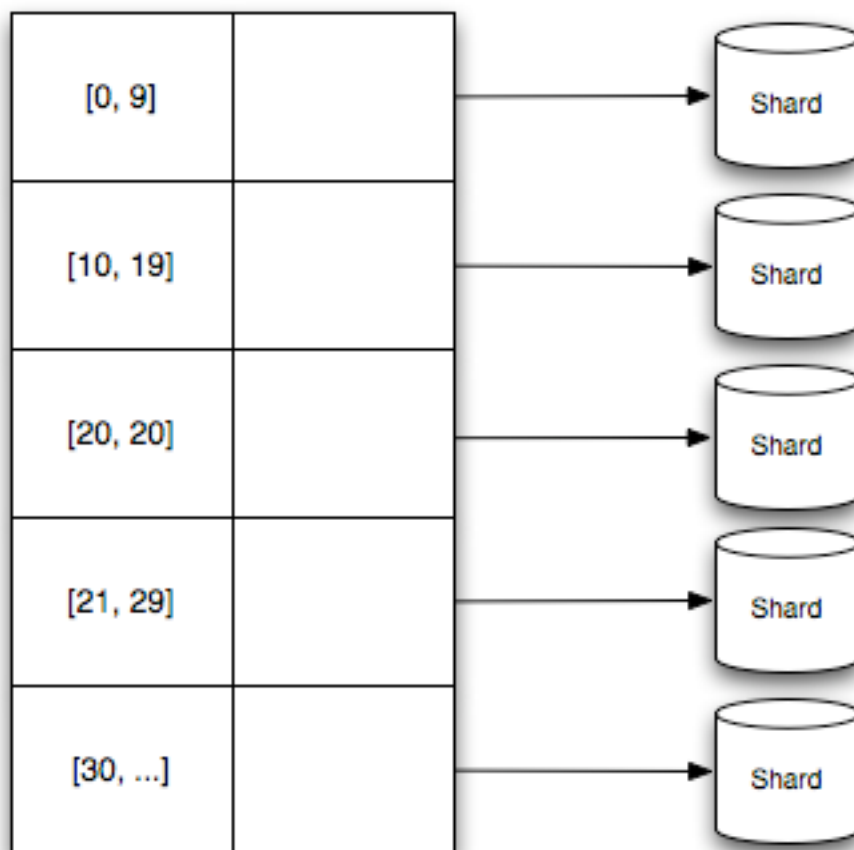 [0, 9]
Shard
[10, 19]
Shard
[20, 20]
Shard
[21, 29]
Shard
[30, ...]
Shard